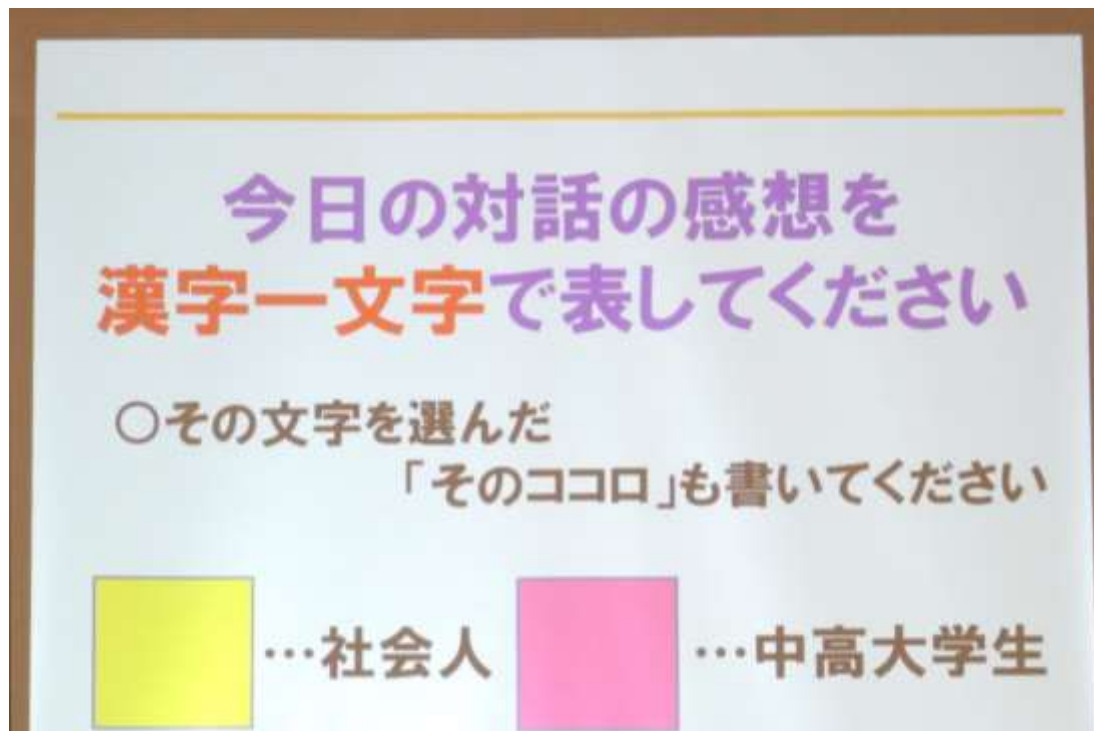 今日の対話の感想を
漢字一文字で表してください
○その文字を選んだ
「そのココロ」も書いてください
…社会人 …中高大学生